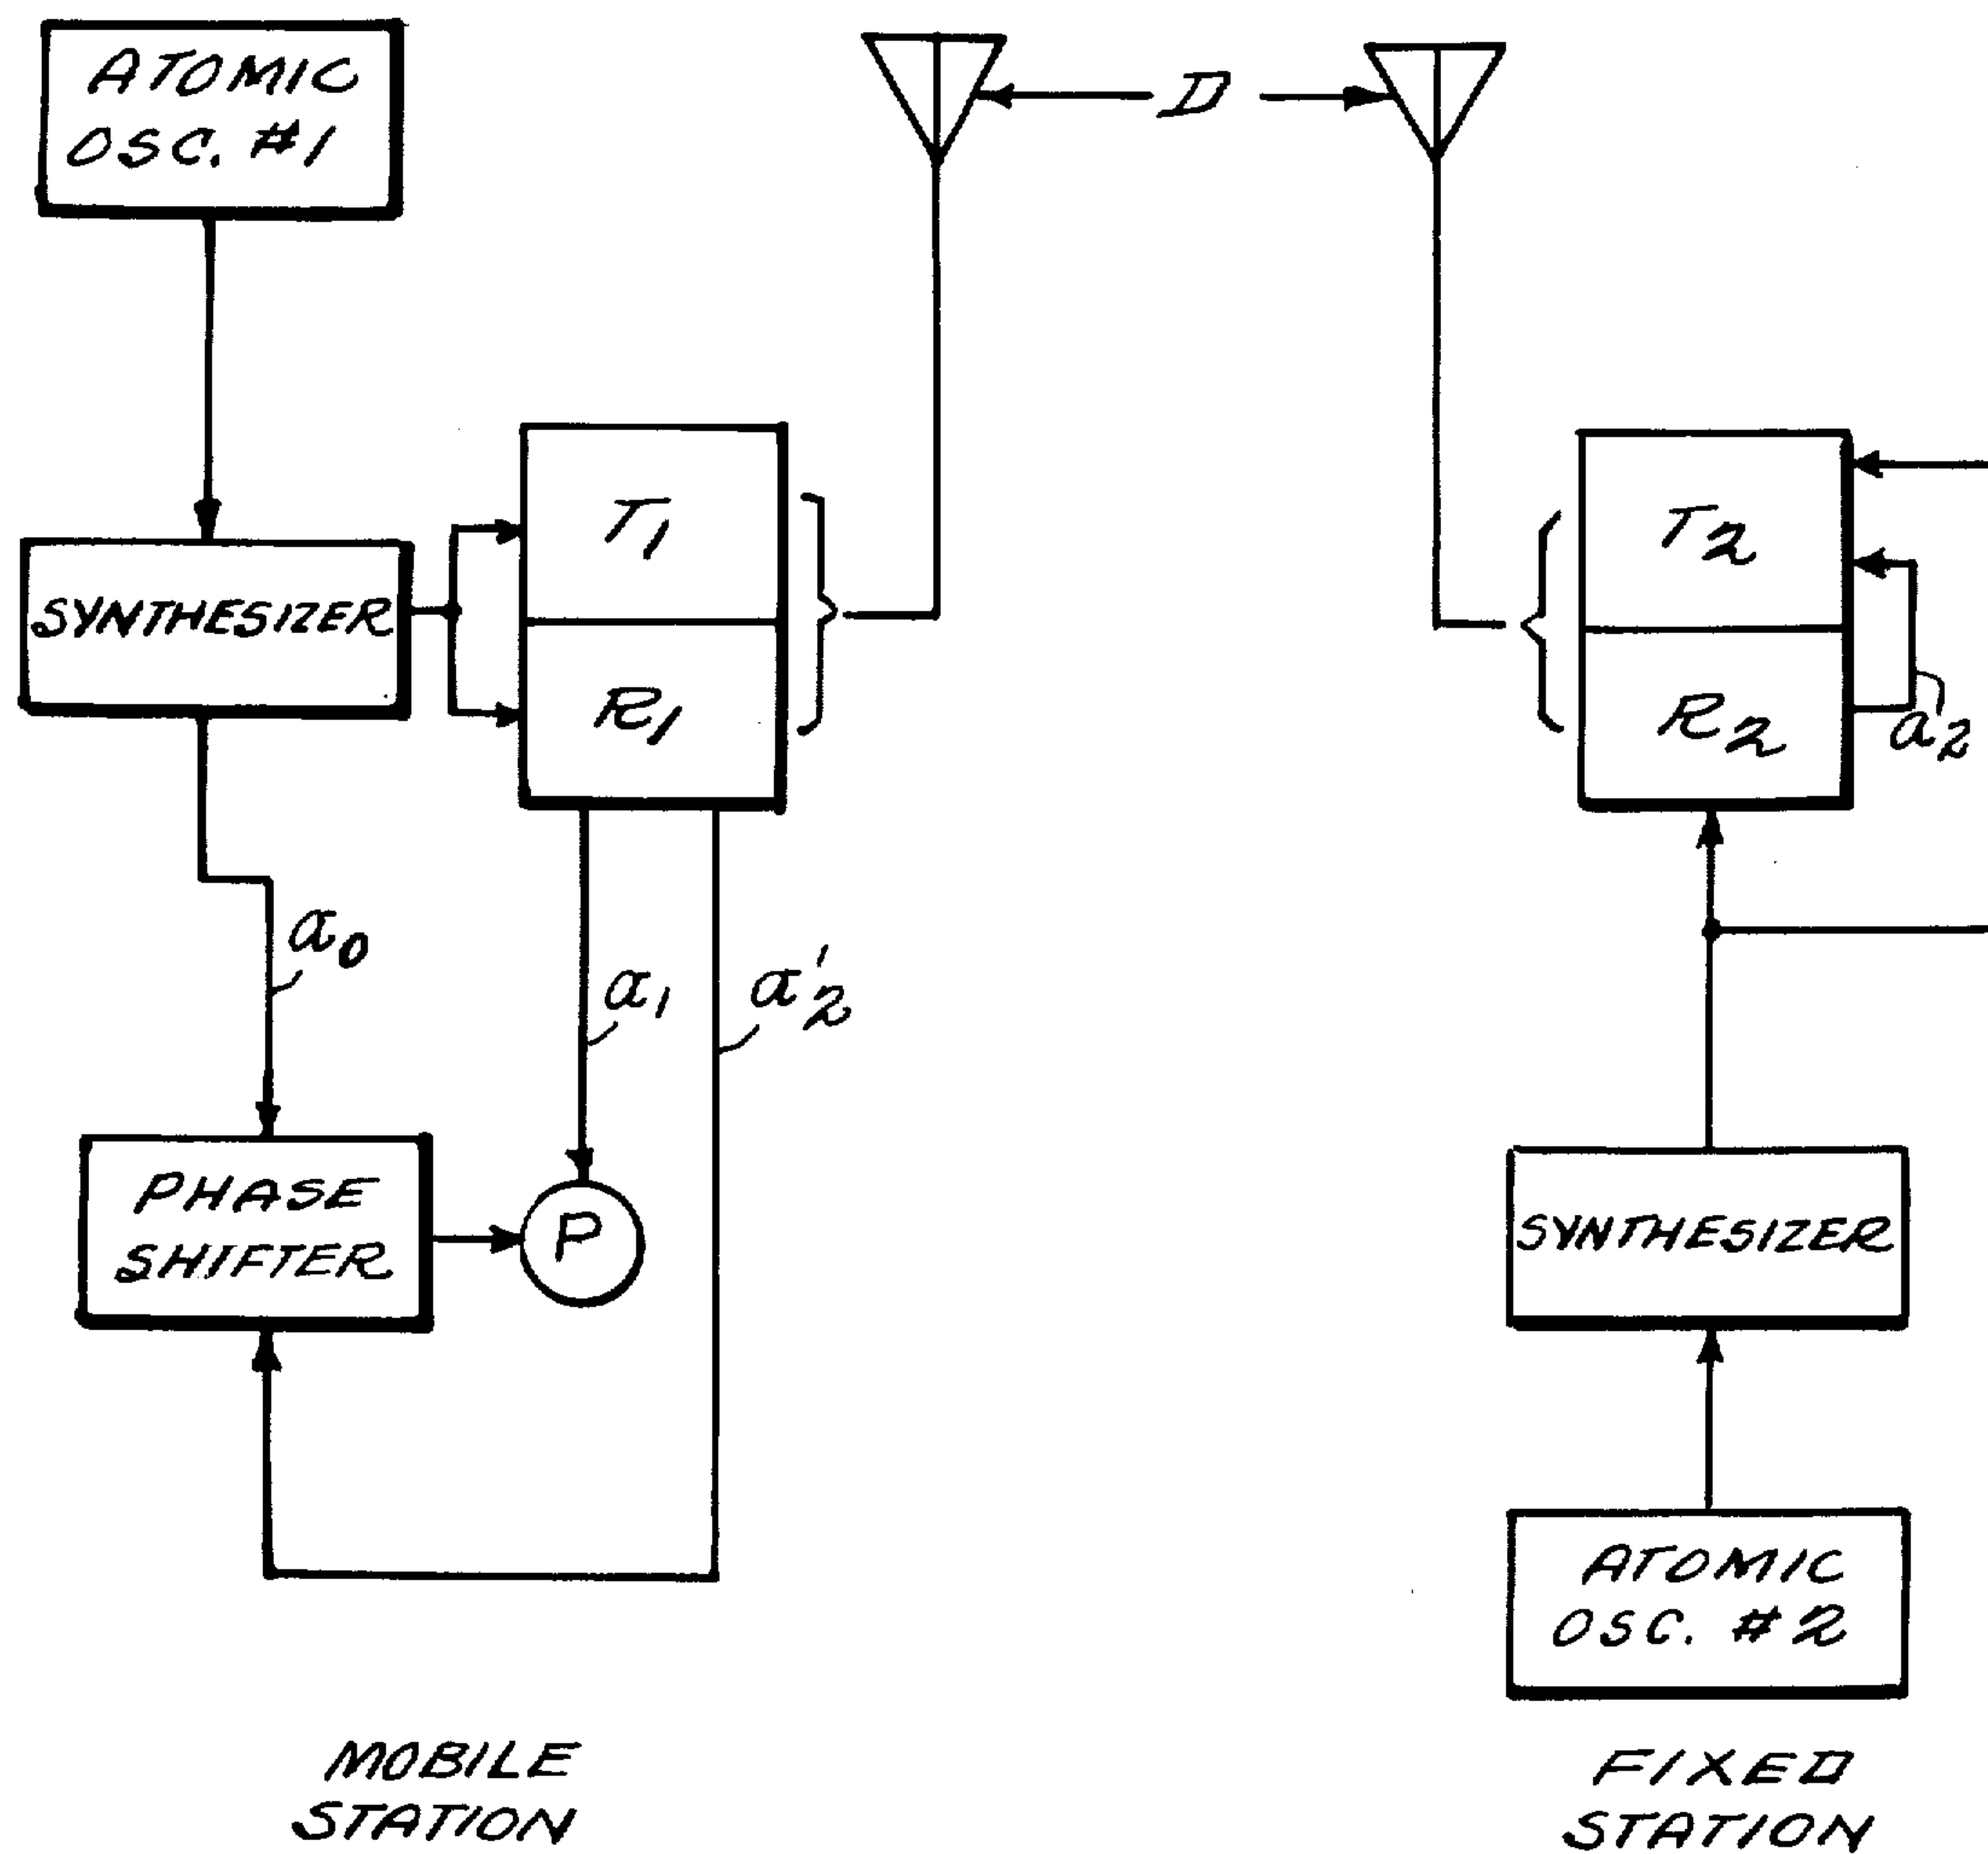 ATOMIC
OSC. #1
D
SYNTHESIZER
T1
R1
T2
R2
a2
a0
a1
a'2
PHASE
SHIFTER
P
SYNTHESIZER
ATOMIC
OSC. #2
MOBILE
STATION
FIXED
STATION